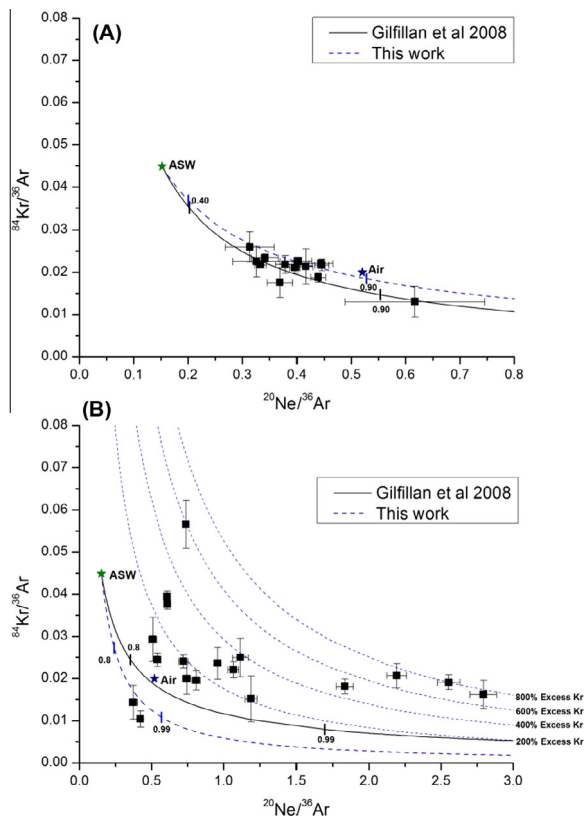 (A)
Gilfillan et al 2008
This work
0.08
0.07
0.06
0.05
0.04
0.03
0.02
0.01
0.00
84Kr/36Ar
ASW
0.40
Air
0.90
0.90
0.0 0.1 0.2 0.3 0.4 0.5 0.6 0.7 0.8
20Ne/36Ar
(B)
Gilfillan et al 2008
This work
0.08
0.07
0.06
0.05
0.04
0.03
0.02
0.01
0.00
84Kr/36Ar
ASW
0.8
0.8
Air
0.99
0.99
800% Excess Kr
600% Excess Kr
400% Excess Kr
200% Excess Kr
0.0 0.5 1.0 1.5 2.0 2.5 3.0
20Ne/36Ar